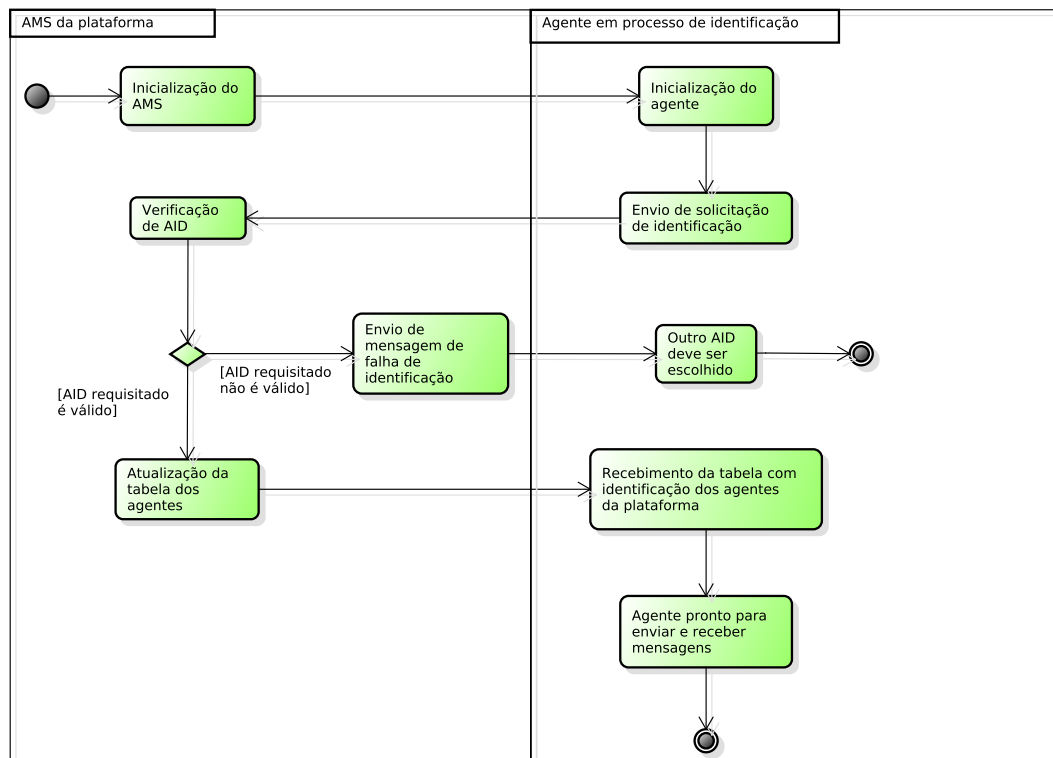 AMS da plataforma
Agente em processo de identificação
Inicialização do
AMS
Inicialização do
agente
Verificação
de AID
Envio de solicitação
de identificação
Envio de
mensagem de
falha de
identificação
Outro AID
deve ser
escolhido
[AID requisitado
não é válido]
[AID requisitado
é válido]
Atualização da
tabela dos
agentes
Recebimento da tabela com
identificação dos agentes
da plataforma
Agente pronto para
enviar e receber
mensagens